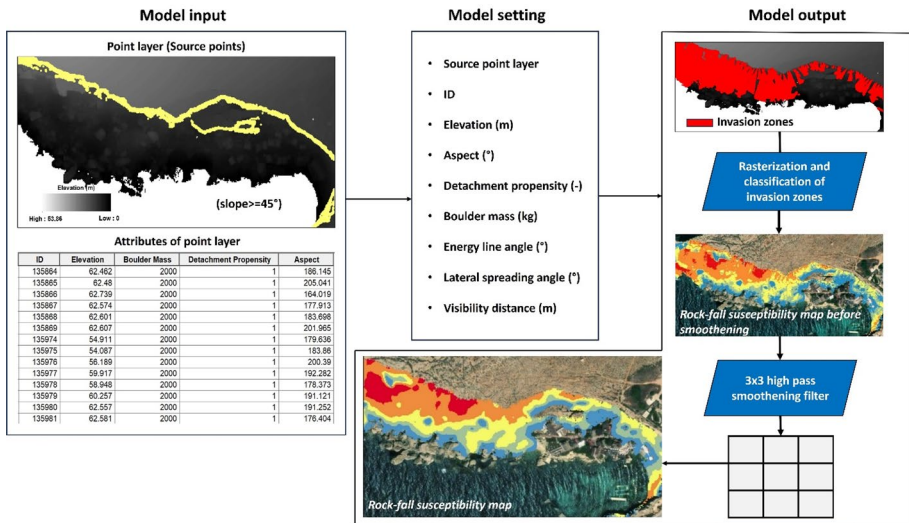 Model input
Point layer (Source points)
Elevation (m)
High : 63,86 Low : 0
(slope>=45°)
Attributes of point layer
ID Elevation Boulder Mass Detachment Propensity Aspect
135864 62.462 2000 1 186.145
135865 62.48 2000 1 205.041
135866 62.739 2000 1 164.019
135867 62.574 2000 1 177.913
135868 62.601 2000 1 183.698
135869 62.607 2000 1 201.965
135974 54.911 2000 1 179.636
135975 54.087 2000 1 183.86
135976 56.189 2000 1 200.39
135977 59.917 2000 1 192.282
135978 58.948 2000 1 178.373
135979 60.257 2000 1 191.121
135980 62.557 2000 1 191.252
135981 62.581 2000 1 176.404
Model setting
• Source point layer
• ID
• Elevation (m)
• Aspect (°)
• Detachment propensity (-)
• Boulder mass (kg)
• Energy line angle (°)
• Lateral spreading angle (°)
• Visibility distance (m)
Model output
Invasion zones
Rasterization and
classification of
invasion zones
Rock-fall susceptibility map before
smoothening
3x3 high pass
smoothening filter
Rock-fall susceptibility map